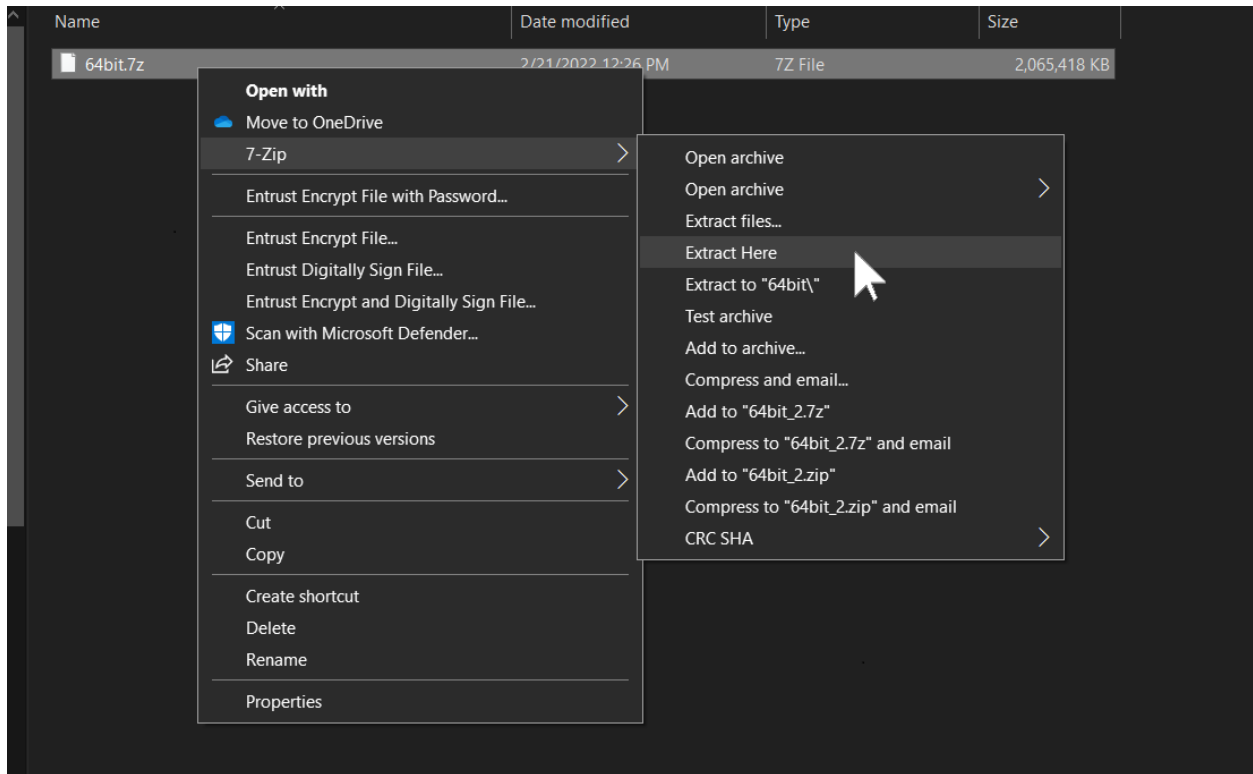 Name Date modified Type Size
64bit.7z 2/21/2022 12:26 PM 7Z File 2,065,418 KB
Open with
Move to OneDrive
7-Zip
Entrust Encrypt File with Password...
Entrust Encrypt File...
Entrust Digitally Sign File...
Entrust Encrypt and Digitally Sign File...
Scan with Microsoft Defender...
Share
Give access to
Restore previous versions
Send to
Cut
Copy
Create shortcut
Delete
Rename
Properties
Open archive
Open archive
Extract files...
Extract Here
Extract to "64bit\"
Test archive
Add to archive...
Compress and email...
Add to "64bit_2.7z"
Compress to "64bit_2.7z" and email
Add to "64bit_2.zip"
Compress to "64bit_2.zip" and email
CRC SHA